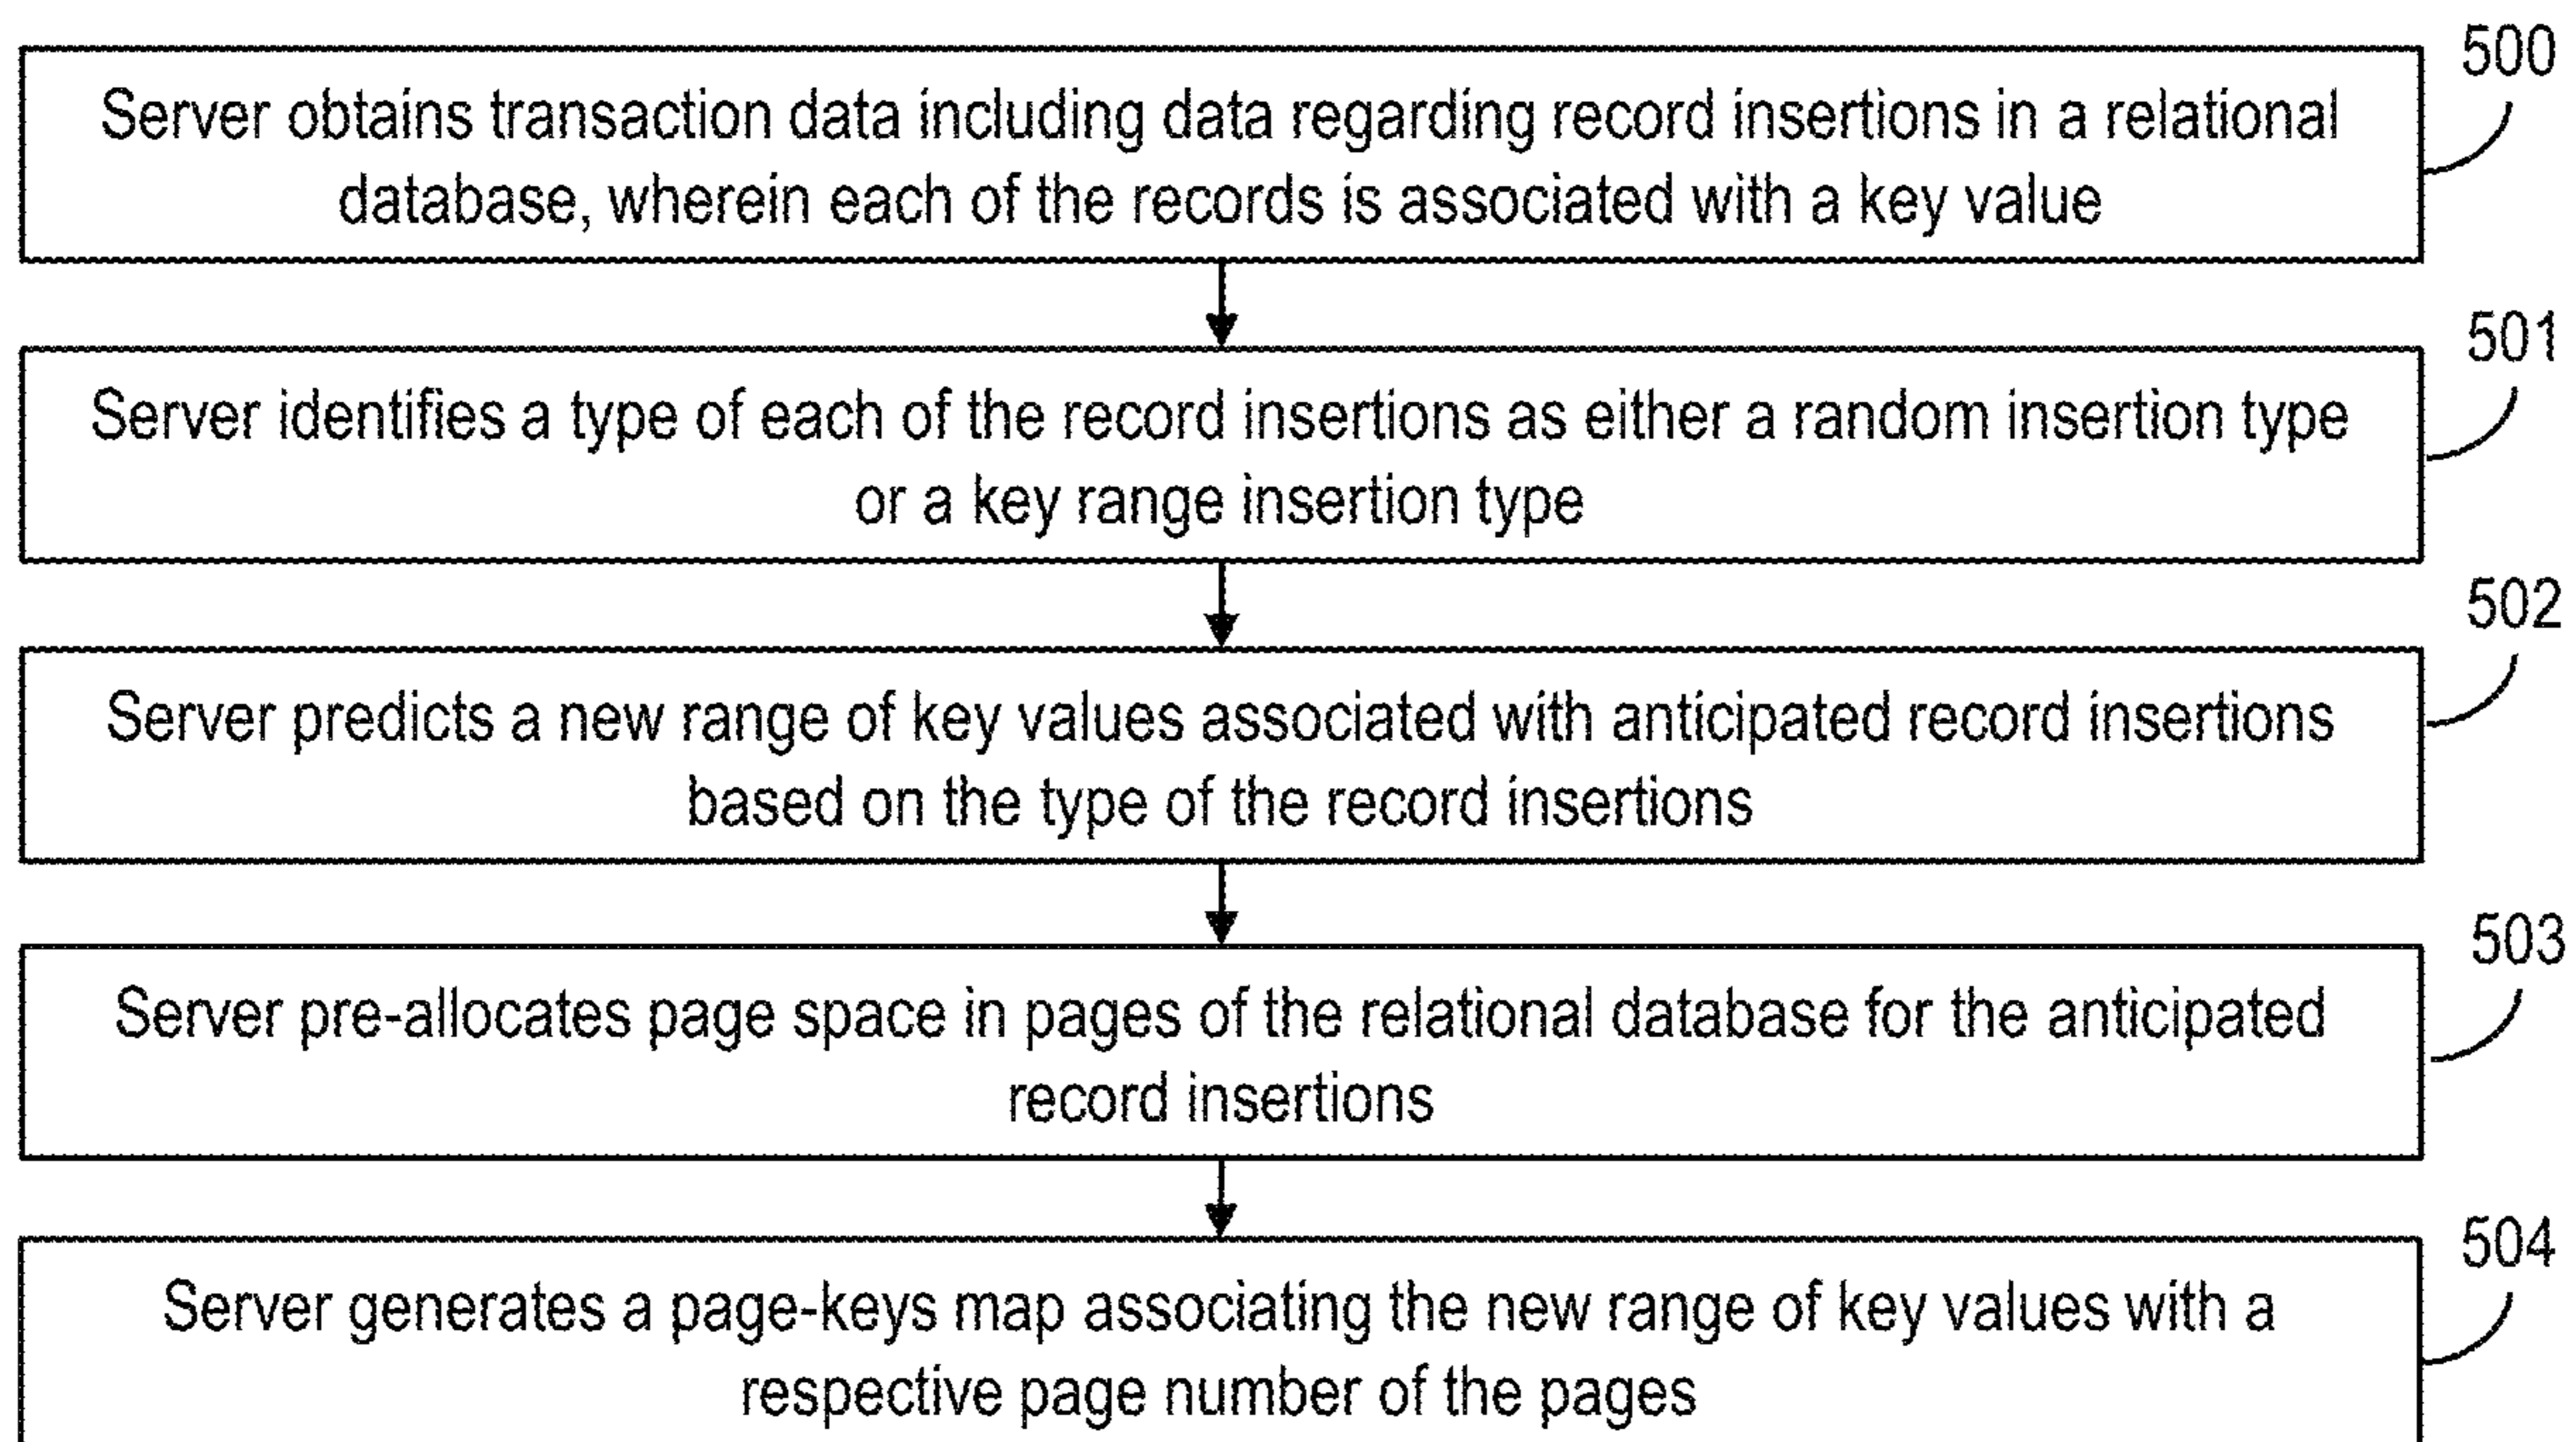 500
Server obtains transaction data including data regarding record insertions in a relational
database, wherein each of the records is associated with a key value
501
Server identifies a type of each of the record insertions as either a random insertion type
or a key range insertion type
502
Server predicts a new range of key values associated with anticipated record insertions
based on the type of the record insertions
503
Server pre-allocates page space in pages of the relational database for the anticipated
record insertions
504
Server generates a page-keys map associating the new range of key values with a
respective page number of the pages